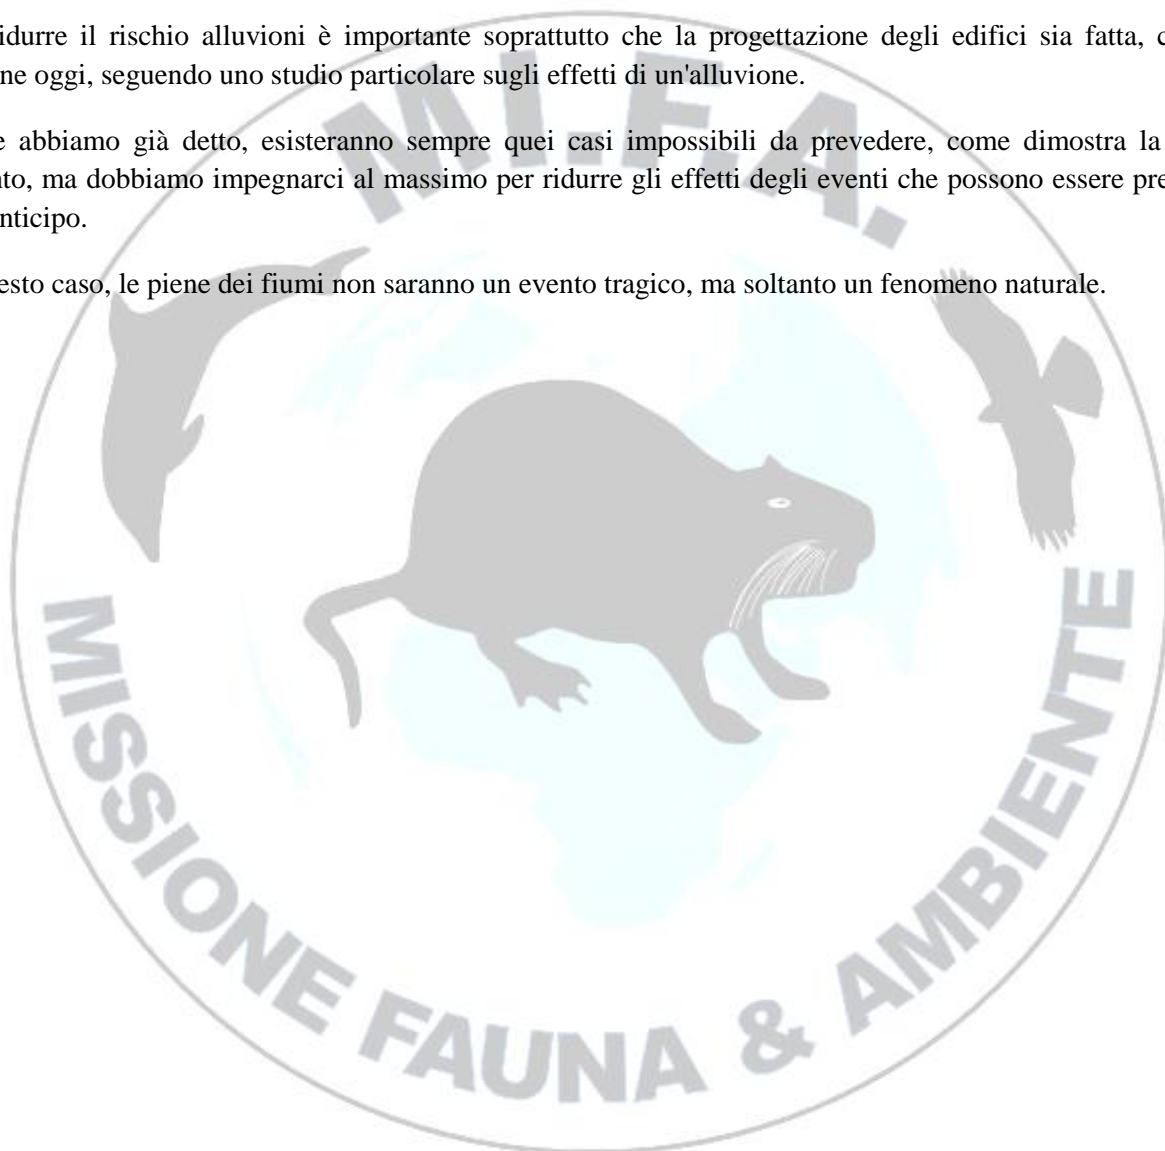 idurre il rischio alluvioni è importante soprattutto che la progettazione degli edifici sia fatta, c
ne oggi, seguendo uno studio particolare sugli effetti di un'alluvione.
e abbiamo già detto, esisteranno sempre quei casi impossibili da prevedere, come dimostra la
nto, ma dobbiamo impegnarci al massimo per ridurre gli effetti degli eventi che possono essere pre
nticipo.
esto caso, le piene dei fiumi non saranno un evento tragico, ma soltanto un fenomeno naturale.
MI.F.A.
MISSIONE FAUNA & AMBIENTE